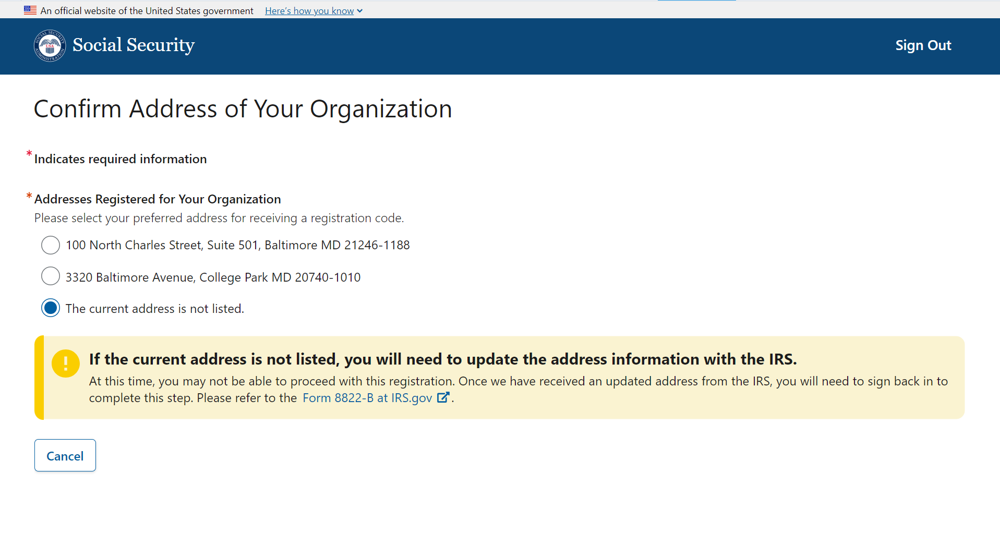 An official website of the United States government Here's how you know
Social Security
Sign Out
Confirm Address of Your Organization
* Indicates required information
* Addresses Registered for Your Organization
Please select your preferred address for receiving a registration code.
100 North Charles Street, Suite 501, Baltimore MD 21246-1188
3320 Baltimore Avenue, College Park MD 20740-1010
The current address is not listed.
If the current address is not listed, you will need to update the address information with the IRS.
At this time, you may not be able to proceed with this registration. Once we have received an updated address from the IRS, you will need to sign back in to
complete this step. Please refer to the Form 8822-B at IRS.gov .
Cancel